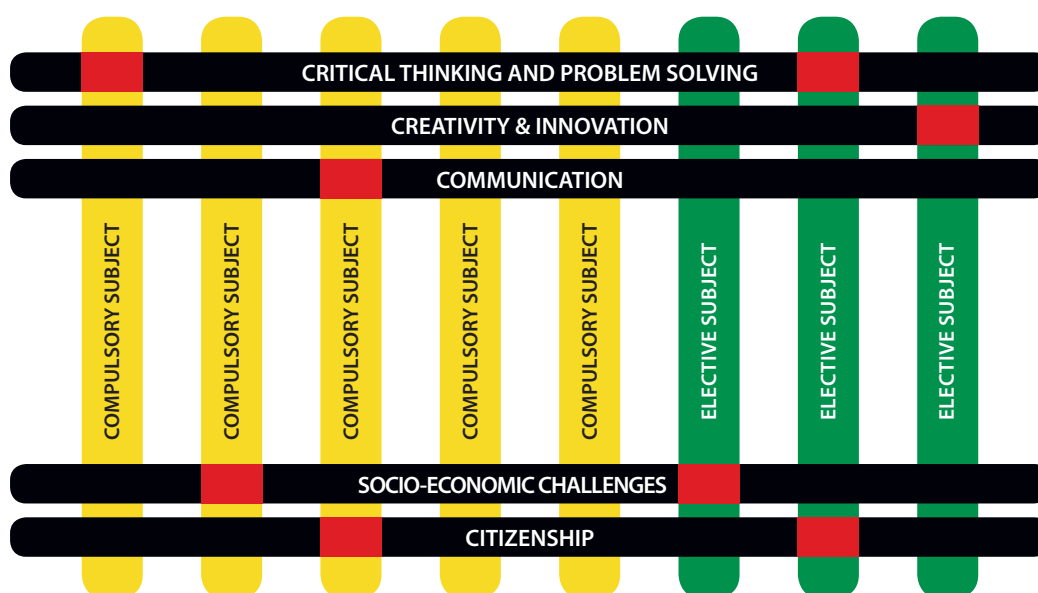 CRITICAL THINKING AND PROBLEM SOLVING
CREATIVITY & INNOVATION
COMMUNICATION
COMPULSORY SUBJECT
COMPULSORY SUBJECT
COMPULSORY SUBJECT
COMPULSORY SUBJECT
COMPULSORY SUBJECT
ELECTIVE SUBJECT
ELECTIVE SUBJECT
ELECTIVE SUBJECT
SOCIO-ECONOMIC CHALLENGES
CITIZENSHIP